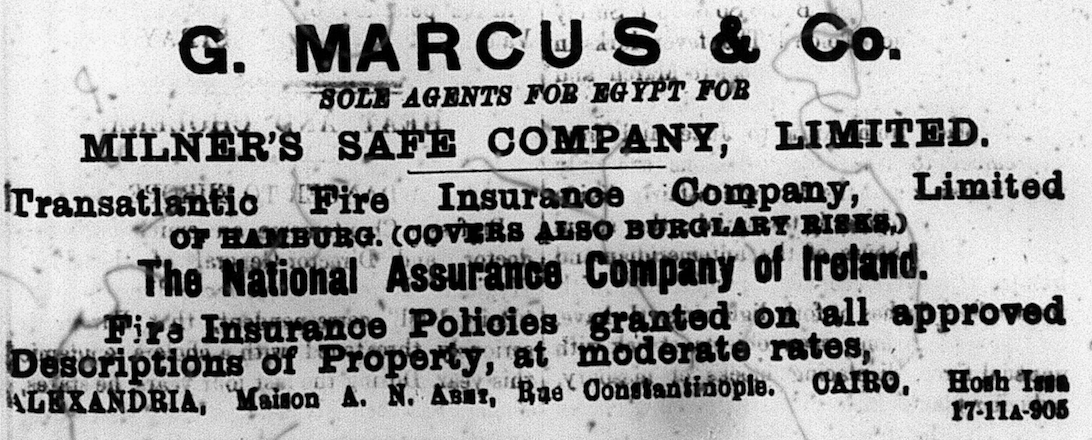 G. MARCUS & Co.
SOLE AGENTS FOR EGYPT FOR
MILNER'S SAFE COMPANY, LIMITED.
Transatlantic Fire Insurance Company, Limited
OF HAMBURG. (COVERS ALSO BURGLARY RISKS,)
The National Assurance Company of Ireland.
Fire Insurance Policies granted on all approved
Descriptions of Property, at moderate rates,
ALEXANDRIA, Maison A. N. Abet, Rue Constantinople. CAIRO, Hosh Issa
17-11A-905